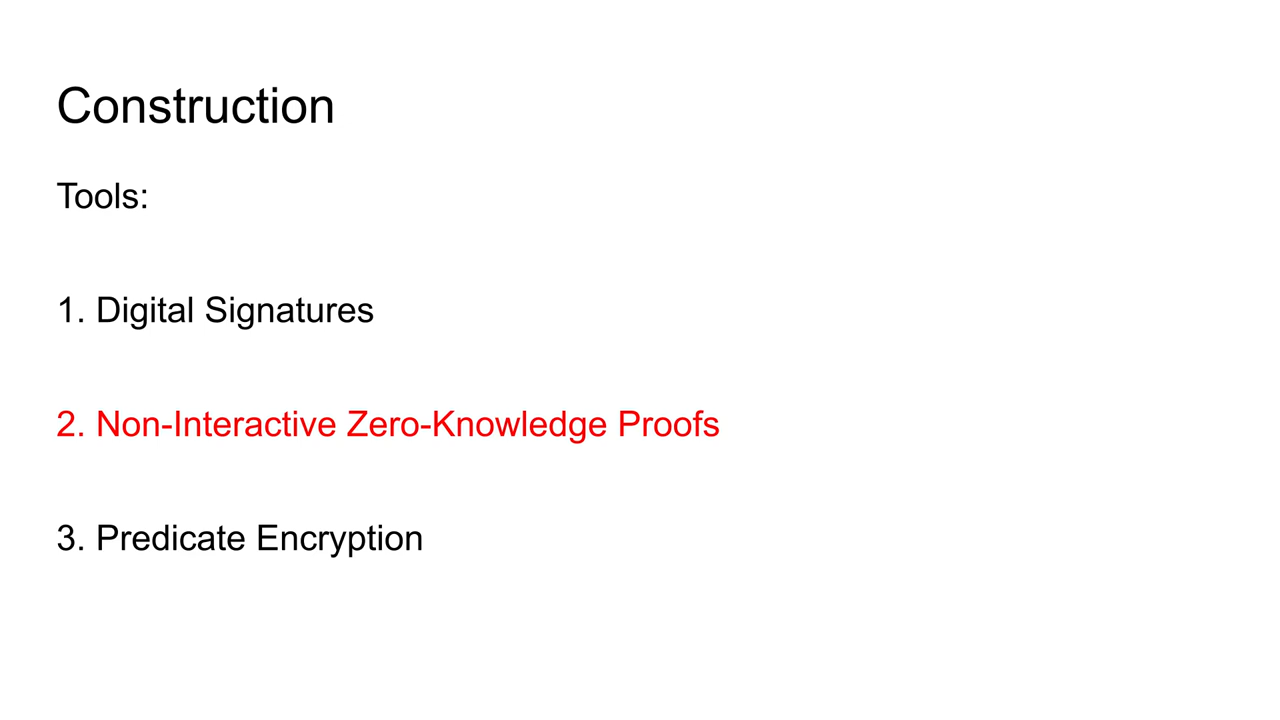 Construction
Tools:
1. Digital Signatures
2. Non-Interactive Zero-Knowledge Proofs
3. Predicate Encryption